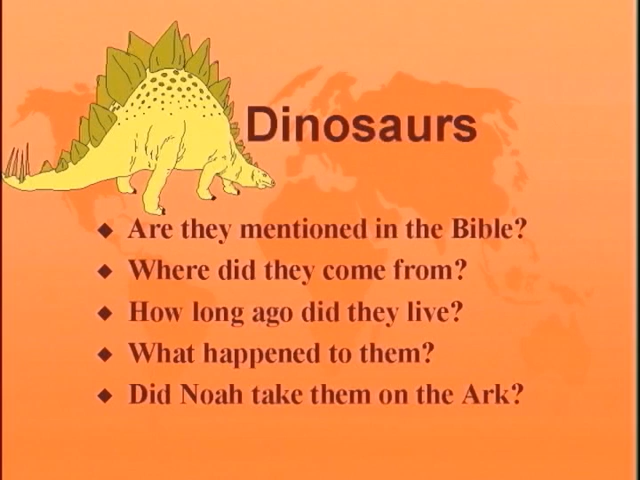 Dinosaurs
Are they mentioned in the Bible?
Where did they come from?
How long ago did they live?
What happened to them?
Did Noah take them on the Ark?